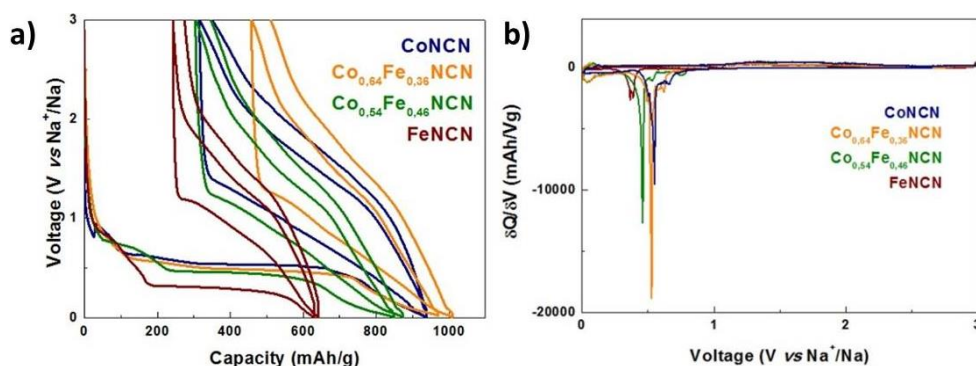 a)
3
2
1
0
Voltage (V vs Na⁺/Na)
CoNCN
Co₀,₆₄Fe₀,₃₆NCN
Co₀,₅₄Fe₀,₄₆NCN
FeNCN
0 200 400 600 800 1000
Capacity (mAh/g)
b)
0
-10000
-20000
δQ/δV (mAh/Vg)
CoNCN
Co₀,₆₄Fe₀,₃₆NCN
Co₀,₅₄Fe₀,₄₆NCN
FeNCN
0 1 2 3
Voltage (V vs Na⁺/Na)